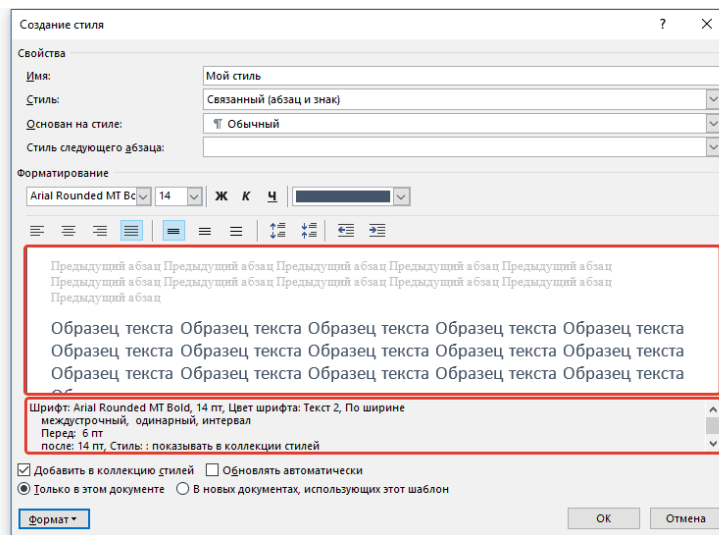 Создание стиля ? ×
Свойства
Имя: Мой стиль
Стиль: Связанный (абзац и знак)
Основан на стиле: ¶ Обычный
Стиль следующего абзаца:
Форматирование
Arial Rounded MT Bc 14 Ж К Ч
Предыдущий абзац Предыдущий абзац Предыдущий абзац Предыдущий абзац Предыдущий абзац
Предыдущий абзац Предыдущий абзац Предыдущий абзац Предыдущий абзац Предыдущий абзац
Предыдущий абзац
Образец текста Образец текста Образец текста Образец текста Образец текста
Образец текста Образец текста Образец текста Образец текста Образец текста
Образец текста Образец текста Образец текста Образец текста Образец текста
Шрифт: Arial Rounded MT Bold, 14 пт, Цвет шрифта: Текст 2, По ширине
междустрочный, одинарный, интервал
Перед: 6 пт
после: 14 пт, Стиль: : показывать в коллекции стилей
Добавить в коллекцию стилей Обновлять автоматически
Только в этом документе В новых документах, использующих этот шаблон
Формат ОК Отмена